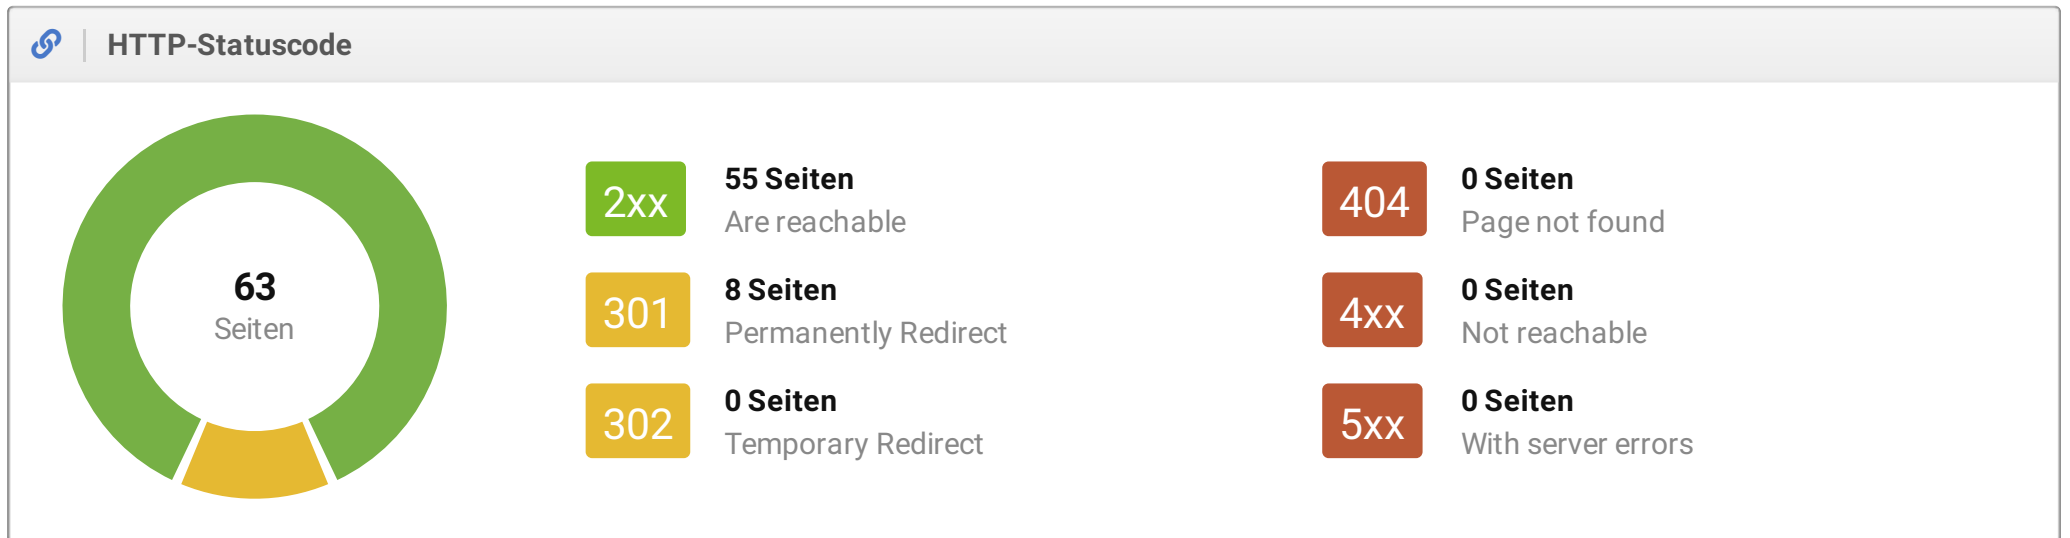 HTTP-Statuscode
63
Seiten
2xx
55 Seiten
Are reachable
301
8 Seiten
Permanently Redirect
302
0 Seiten
Temporary Redirect
404
0 Seiten
Page not found
4xx
0 Seiten
Not reachable
5xx
0 Seiten
With server errors